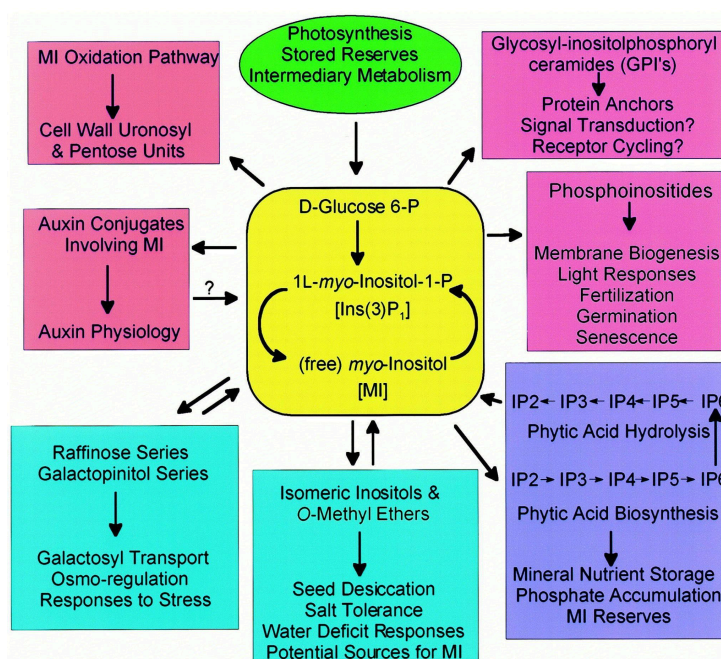 Photosynthesis
Stored Reserves
Intermediary Metabolism
MI Oxidation Pathway
Cell Wall Uronosyl
& Pentose Units
Glycosyl-inositolphosphoryl
ceramides (GPI's)
Protein Anchors
Signal Transduction?
Receptor Cycling?
Auxin Conjugates
Involving MI
Auxin Physiology
?
D-Glucose 6-P
1L-myo-Inositol-1-P
[Ins(3)P₁]
(free) myo-Inositol
[MI]
Phosphoinositides
Membrane Biogenesis
Light Responses
Fertilization
Germination
Senescence
Raffinose Series
Galactopinitol Series
Galactosyl Transport
Osmo-regulation
Responses to Stress
Isomeric Inositols &
O-Methyl Ethers
Seed Desiccation
Salt Tolerance
Water Deficit Responses
Potential Sources for MI
IP2←IP3←IP4←IP5←IP6
Phytic Acid Hydrolysis
IP2→IP3→IP4→IP5→IP6
Phytic Acid Biosynthesis
Mineral Nutrient Storage
Phosphate Accumulation
MI Reserves